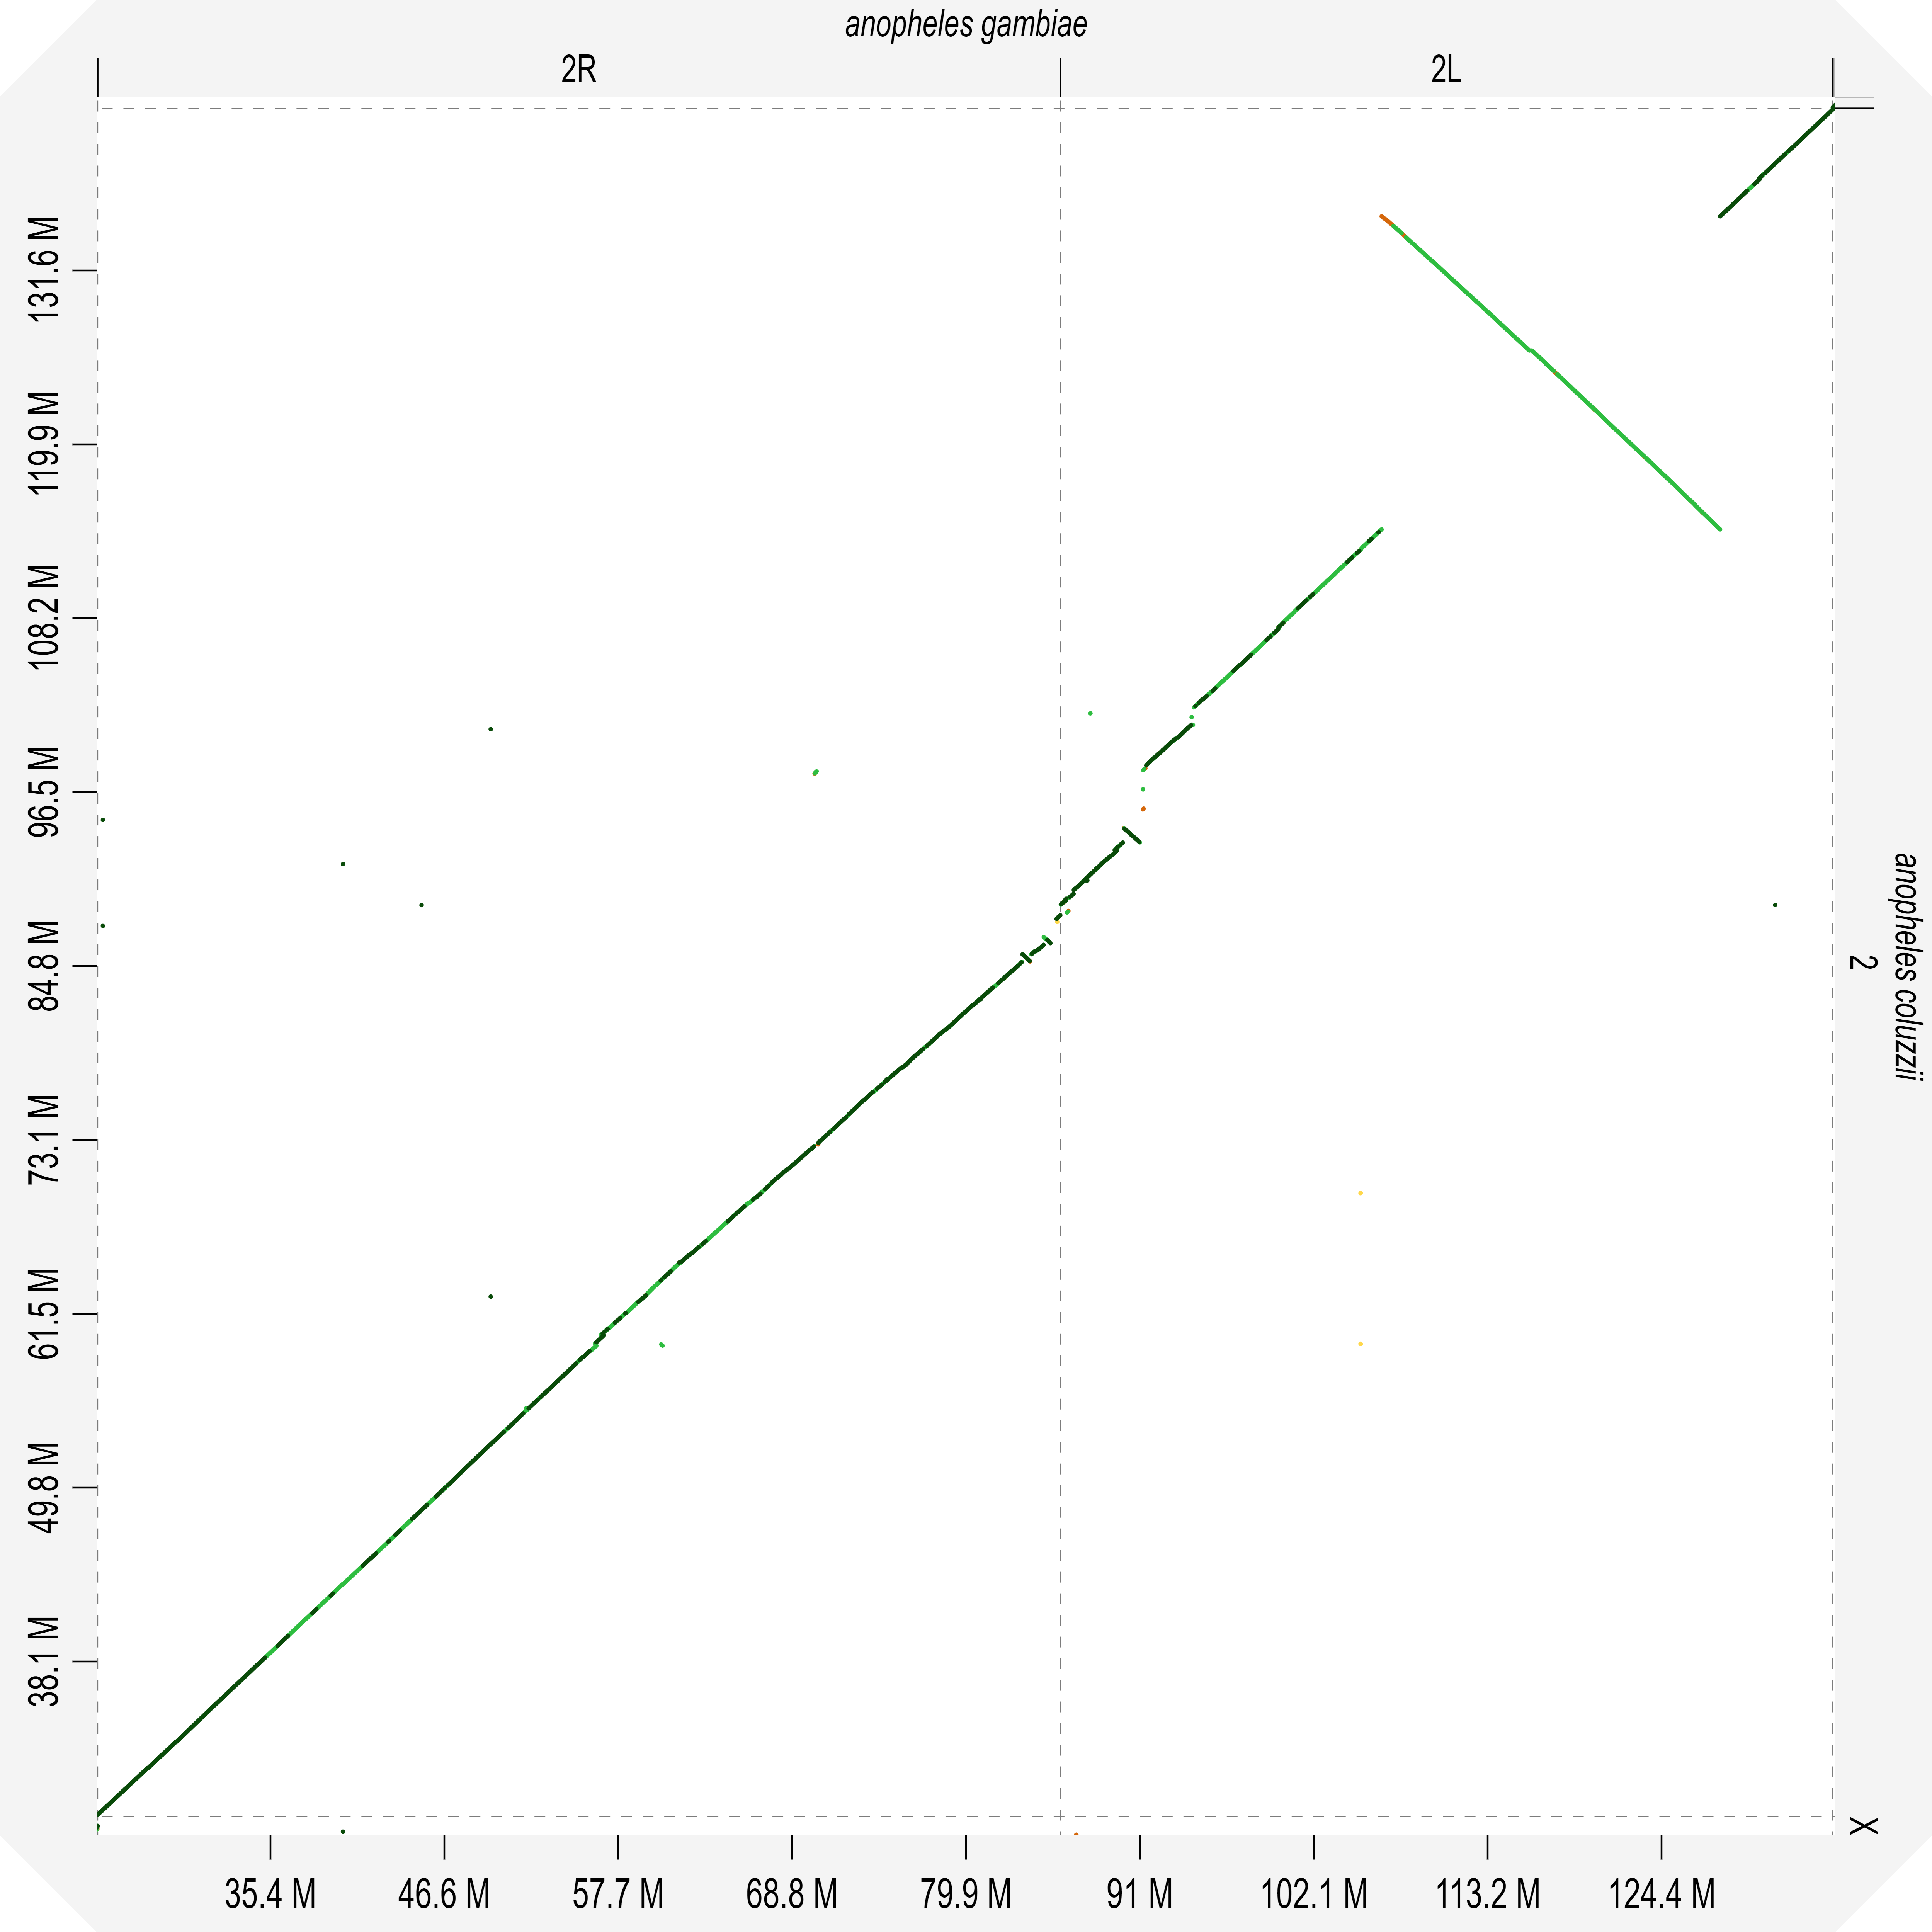 anopheles gambiae
2R 2L
131.6 M
119.9 M
108.2 M
96.5 M
84.8 M
73.1 M
61.5 M
49.8 M
38.1 M
anopheles coluzzii
2
X
35.4 M 46.6 M 57.7 M 68.8 M 79.9 M 91 M 102.1 M 113.2 M 124.4 M